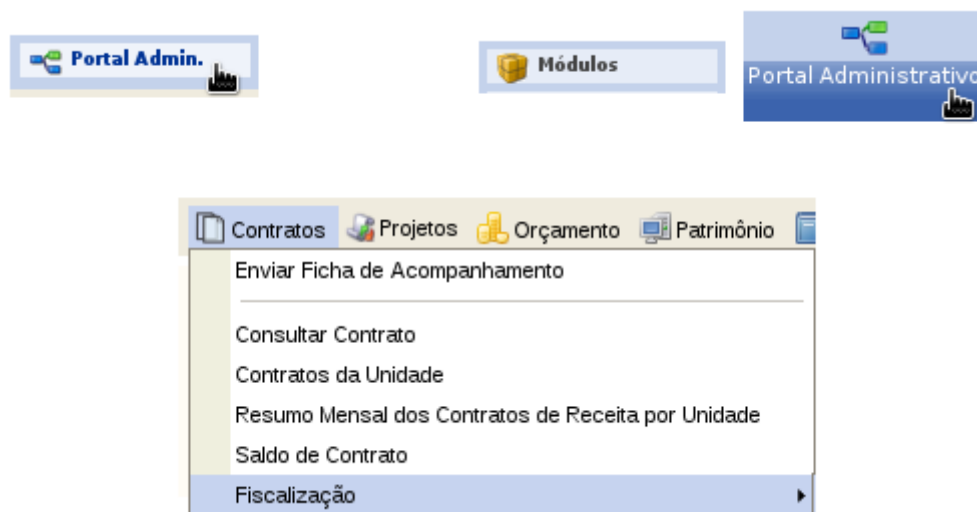 Portal Admin.
Módulos
Portal Administrativo
Contratos Projetos Orçamento Patrimônio
Enviar Ficha de Acompanhamento
Consultar Contrato
Contratos da Unidade
Resumo Mensal dos Contratos de Receita por Unidade
Saldo de Contrato
Fiscalização